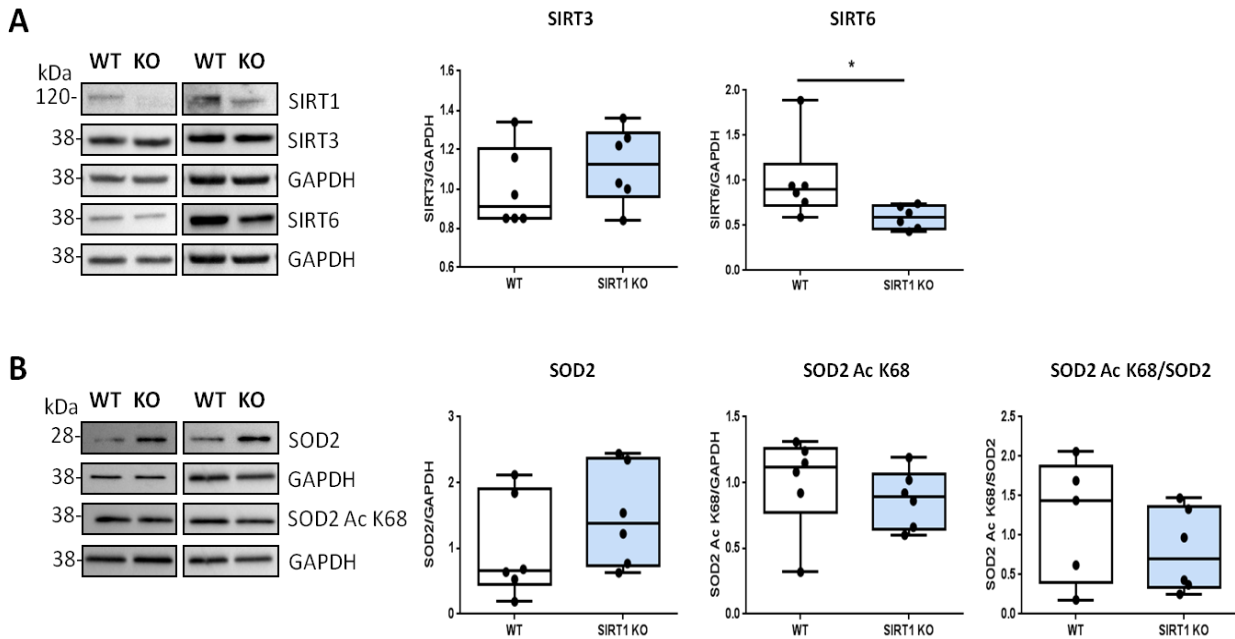 A
WT KO WT KO
kDa
120- SIRT1
38- SIRT3
38- GAPDH
38- SIRT6
38- GAPDH
SIRT3
SIRT3/GAPDH
1.6
1.4
1.2
1.0
0.8
0.6
WT SIRT1 KO
SIRT6
*
SIRT6/GAPDH
2.0
1.5
1.0
0.5
0.0
WT SIRT1 KO
B
WT KO WT KO
kDa
28- SOD2
38- GAPDH
38- SOD2 Ac K68
38- GAPDH
SOD2
SOD2/GAPDH
3
2
1
0
WT SIRT1 KO
SOD2 Ac K68
SOD2 Ac K68/GAPDH
1.5
1.0
0.5
0.0
WT SIRT1 KO
SOD2 Ac K68/SOD2
SOD2 Ac K68/SOD2
2.5
2.0
1.5
1.0
0.5
0.0
WT SIRT1 KO